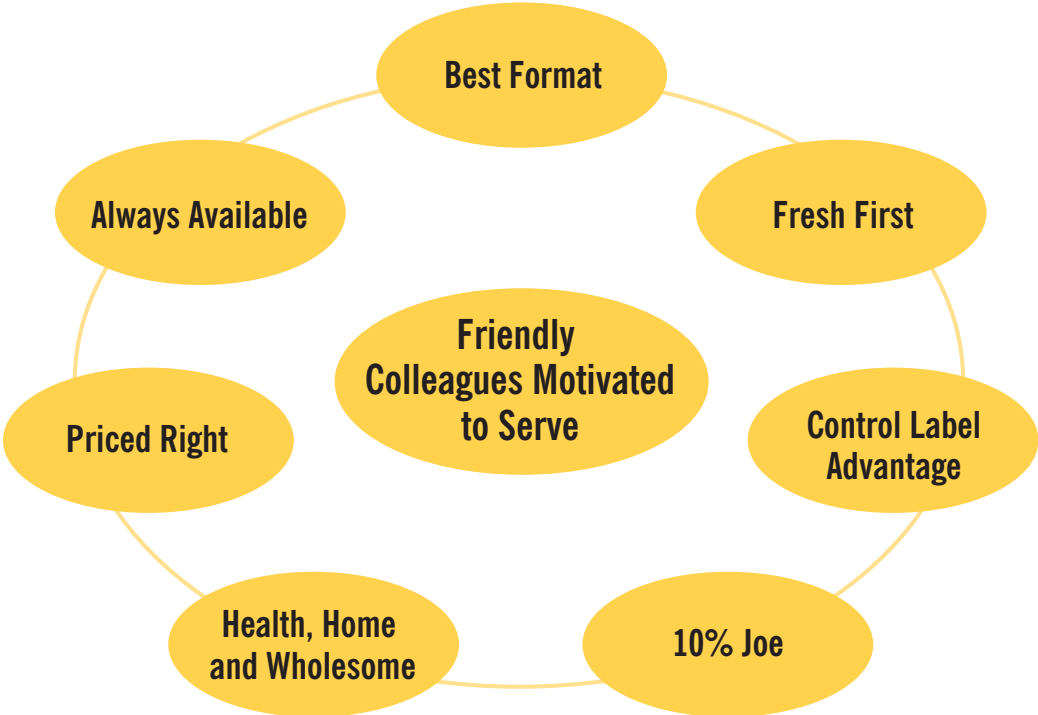 Best Format
Always Available
Fresh First
Friendly
Colleagues Motivated
to Serve
Priced Right
Control Label
Advantage
Health, Home
and Wholesome
10% Joe